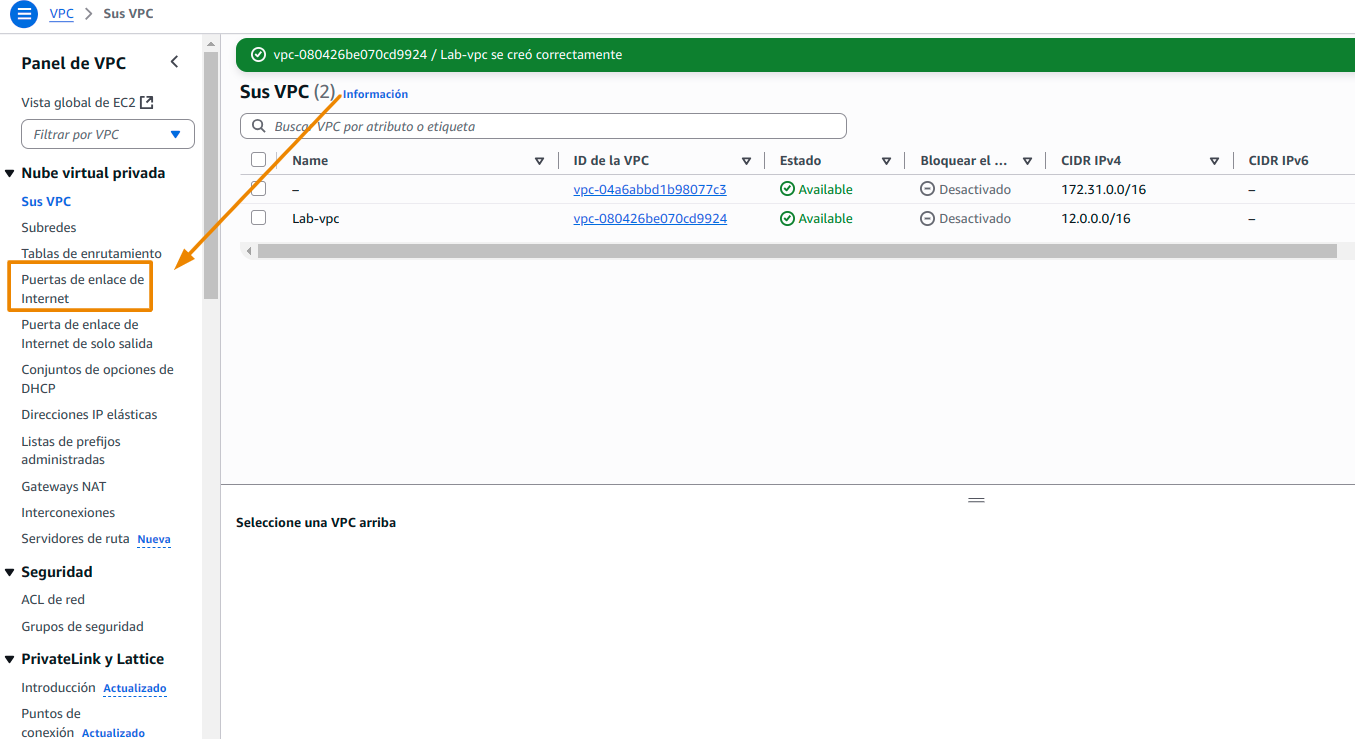 VPC > Sus VPC
Panel de VPC
Vista global de EC2
Filtrar por VPC
Nube virtual privada
Sus VPC
Subredes
Tablas de enrutamiento
Puertas de enlace de
Internet
Puerta de enlace de
Internet de solo salida
Conjuntos de opciones de
DHCP
Direcciones IP elásticas
Listas de prefijos
administradas
Gateways NAT
Interconexiones
Servidores de ruta Nueva
Seguridad
ACL de red
Grupos de seguridad
PrivateLink y Lattice
Introducción Actualizado
Puntos de
conexión Actualizado
vpc-080426be070cd9924 / Lab-vpc se creó correctamente
Sus VPC (2) Información
Buscar VPC por atributo o etiqueta
Name ID de la VPC Estado Bloquear el ... CIDR IPv4 CIDR IPv6
– vpc-04a6abbd1b98077c3 Available Desactivado 172.31.0.0/16 –
Lab-vpc vpc-080426be070cd9924 Available Desactivado 12.0.0.0/16 –
Seleccione una VPC arriba